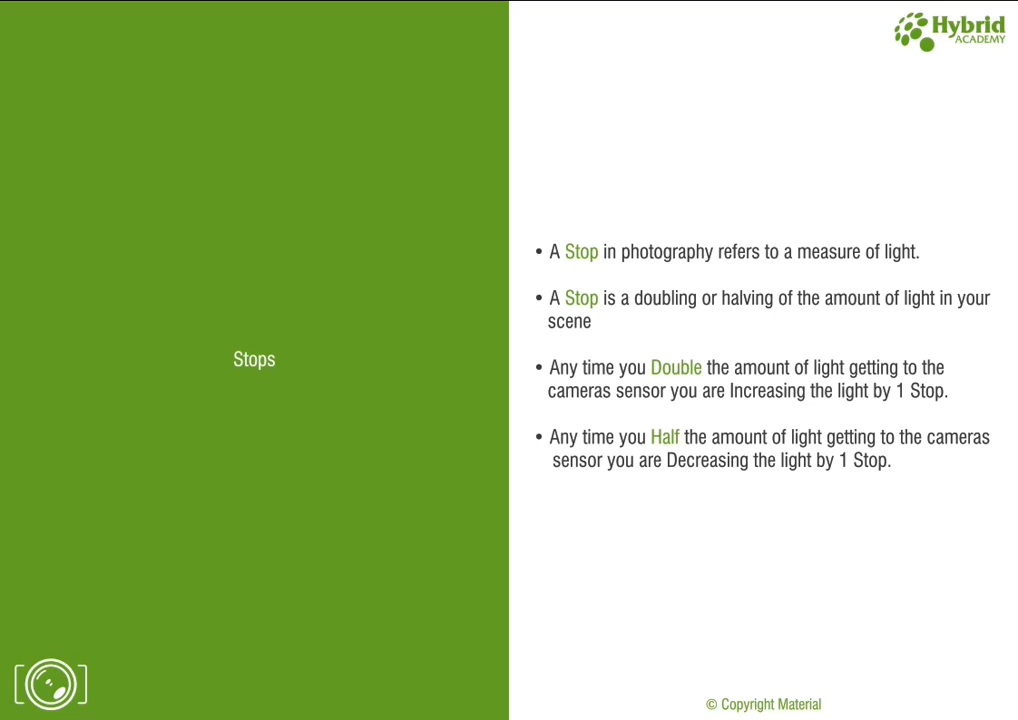 Hybrid
ACADEMY
Stops
• A Stop in photography refers to a measure of light.
• A Stop is a doubling or halving of the amount of light in your
scene
• Any time you Double the amount of light getting to the
cameras sensor you are Increasing the light by 1 Stop.
• Any time you Half the amount of light getting to the cameras
sensor you are Decreasing the light by 1 Stop.
© Copyright Material